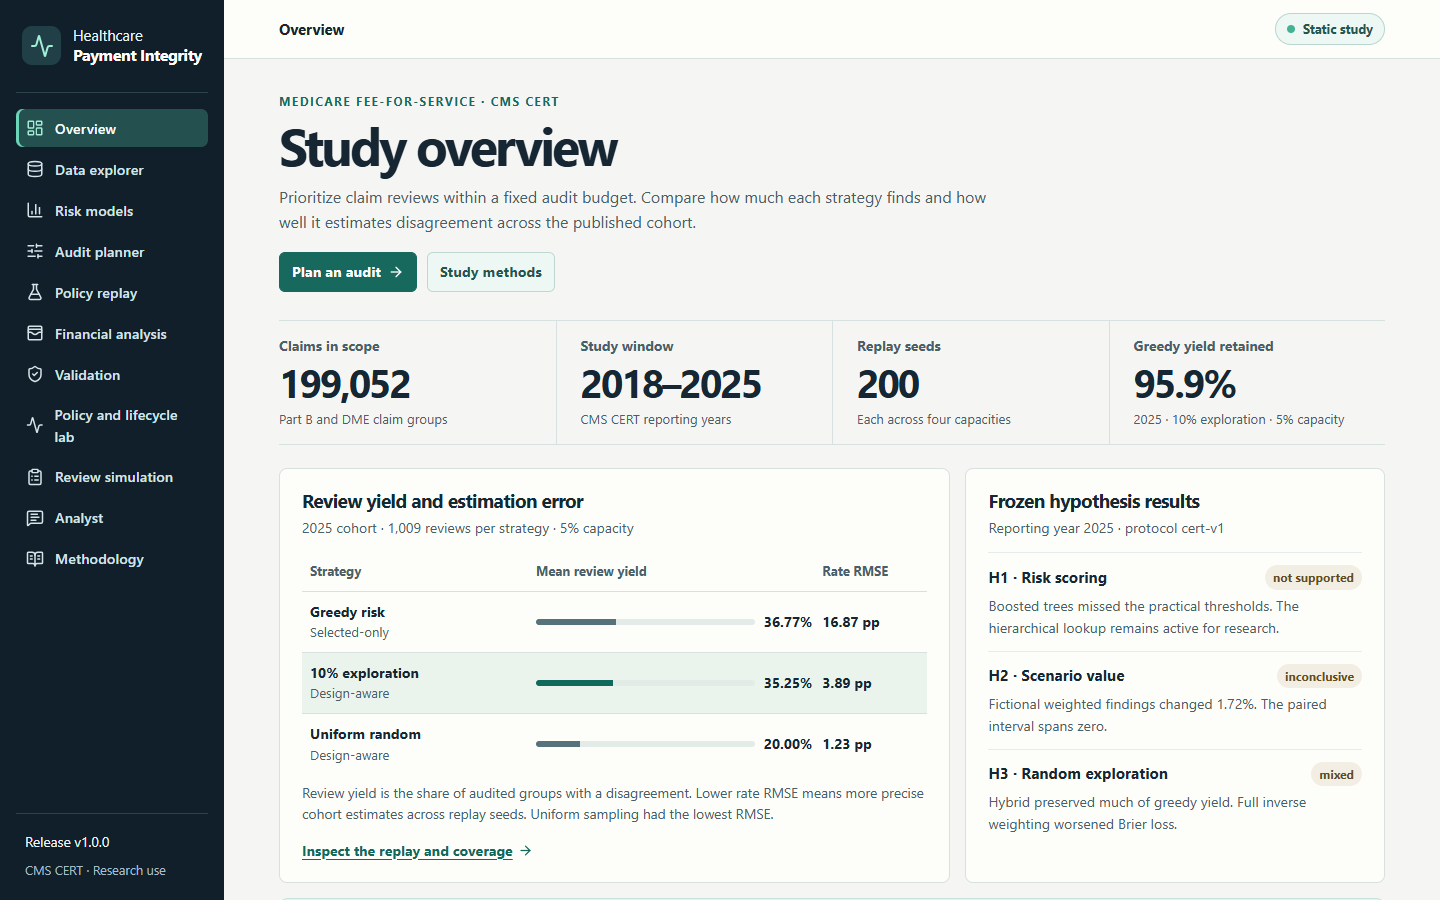 Healthcare
Payment Integrity
Overview
Data explorer
Risk models
Audit planner
Policy replay
Financial analysis
Validation
Policy and lifecycle
lab
Review simulation
Analyst
Methodology
Release v1.0.0
CMS CERT · Research use
Overview
Static study
MEDICARE FEE-FOR-SERVICE · CMS CERT
Study overview
Prioritize claim reviews within a fixed audit budget. Compare how much each strategy finds and how
well it estimates disagreement across the published cohort.
Plan an audit →
Study methods
Claims in scope
199,052
Part B and DME claim groups
Study window
2018–2025
CMS CERT reporting years
Replay seeds
200
Each across four capacities
Greedy yield retained
95.9%
2025 · 10% exploration · 5% capacity
Review yield and estimation error
2025 cohort · 1,009 reviews per strategy · 5% capacity
Strategy Mean review yield Rate RMSE
Greedy risk
Selected-only
36.77% 16.87 pp
10% exploration
Design-aware
35.25% 3.89 pp
Uniform random
Design-aware
20.00% 1.23 pp
Review yield is the share of audited groups with a disagreement. Lower rate RMSE means more precise
cohort estimates across replay seeds. Uniform sampling had the lowest RMSE.
Inspect the replay and coverage →
Frozen hypothesis results
Reporting year 2025 · protocol cert-v1
H1 · Risk scoring not supported
Boosted trees missed the practical thresholds. The
hierarchical lookup remains active for research.
H2 · Scenario value inconclusive
Fictional weighted findings changed 1.72%. The paired
interval spans zero.
H3 · Random exploration mixed
Hybrid preserved much of greedy yield. Full inverse
weighting worsened Brier loss.